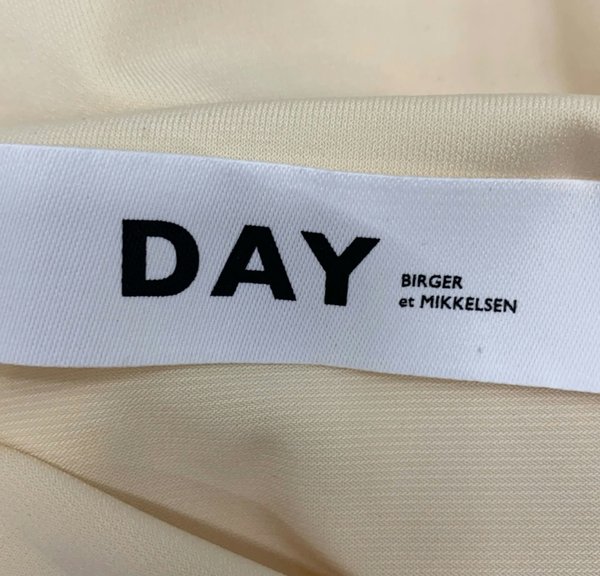 DAY
BIRGER
et MIKKELSEN